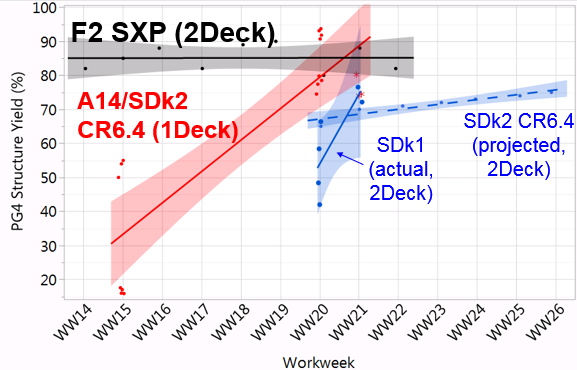 100
90
80
70
60
50
40
30
20
PG4 Structure Yield (%)
F2 SXP (2Deck)
A14/SDk2
CR6.4 (1Deck)
SDk1
(actual,
2Deck)
SDk2 CR6.4
(projected,
2Deck)
WW14
WW15
WW16
WW17
WW18
WW19
WW20
WW21
WW22
WW23
WW24
WW25
WW26
Workweek